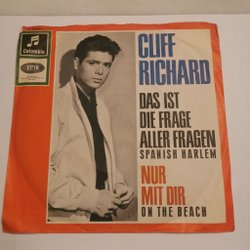 Columbia
CLIFF
RICHARD
DAS IST
DIE FRAGE
ALLER FRAGEN
SPANISH HARLEM
NUR
MIT DIR
ON THE BEACH